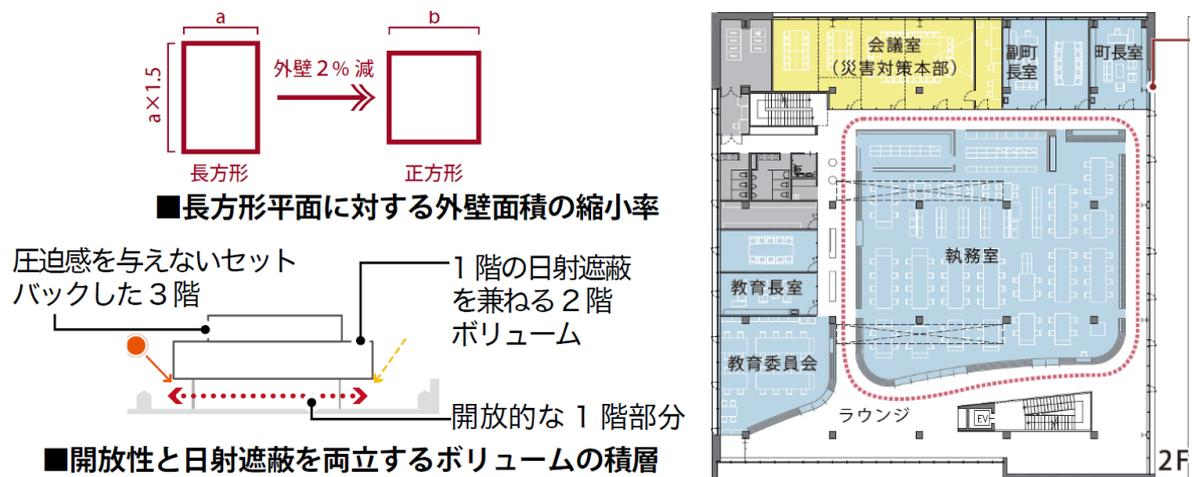 a
b
a×1.5
外壁2%減
長方形
正方形
■長方形平面に対する外壁面積の縮小率
圧迫感を与えないセット
バックした3階
1階の日射遮蔽
を兼ねる2階
ボリューム
開放的な1階部分
■開放性と日射遮蔽を両立するボリュームの積層
会議室
（災害対策本部）
副町
長室
町長室
執務室
教育長室
教育委員会
ラウンジ
EV
2F